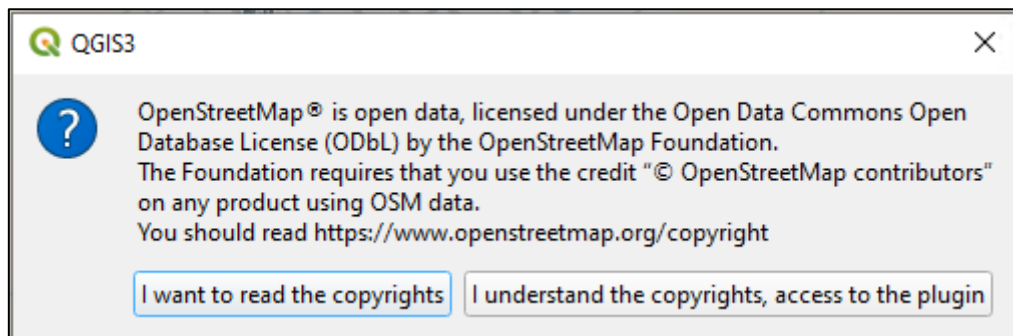 QGIS3
OpenStreetMap® is open data, licensed under the Open Data Commons Open
Database License (ODbL) by the OpenStreetMap Foundation.
The Foundation requires that you use the credit “© OpenStreetMap contributors”
on any product using OSM data.
You should read https://www.openstreetmap.org/copyright
I want to read the copyrights
I understand the copyrights, access to the plugin